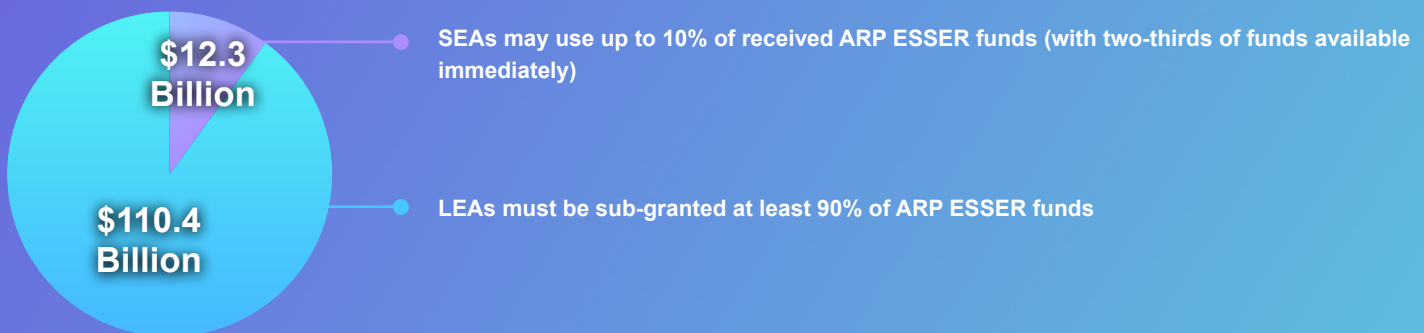 $12.3
Billion
SEAs may use up to 10% of received ARP ESSER funds (with two-thirds of funds available
immediately)
$110.4
Billion
LEAs must be sub-granted at least 90% of ARP ESSER funds